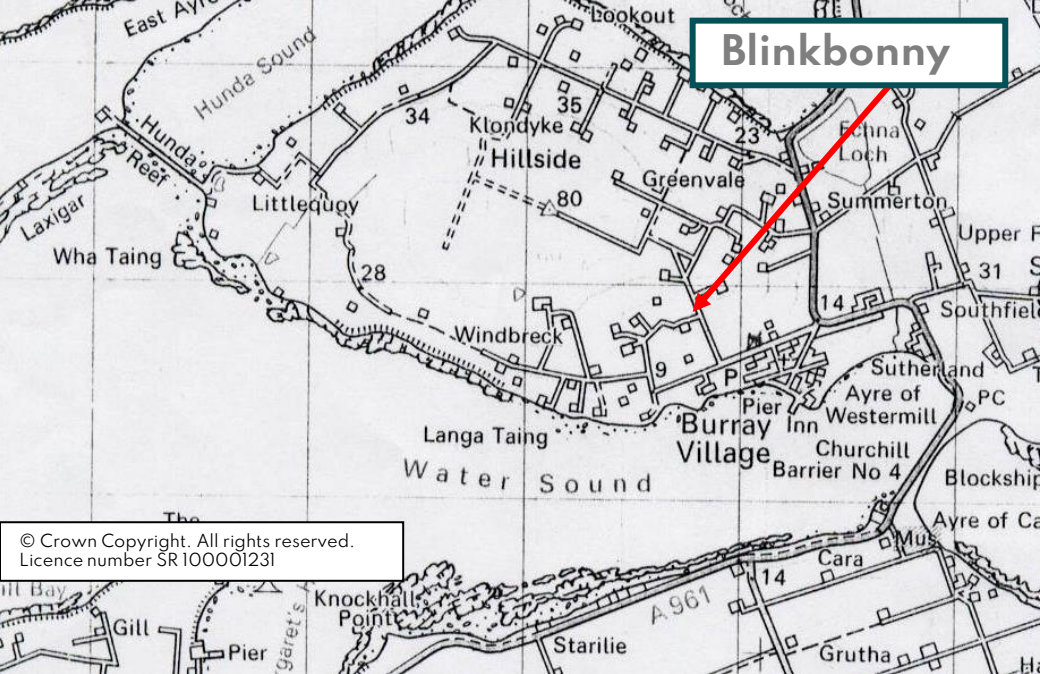 East Ayre
Lookout
Blinkbonny
Hunda Sound
34
35
Klondyke
Hillside
23
Echna
Loch
Hunda
Reef
Greenvale
Laxigar
Littlequoy
80
Summerton
Wha Taing
Upper
28
31
14
Southfield
Windbreck
9
P
Sutherland
Ayre of
Westermill
PC
Pier
Inn
Burray
Village
Langa Taing
Churchill
Barrier No 4
Water Sound
Blockship
The
Ayre of
© Crown Copyright. All rights reserved.
Licence number SR 100001231
Mus
Cara
14
Bay
Knockhall
Point
A 961
Gill
Pier
Starilie
Grutha